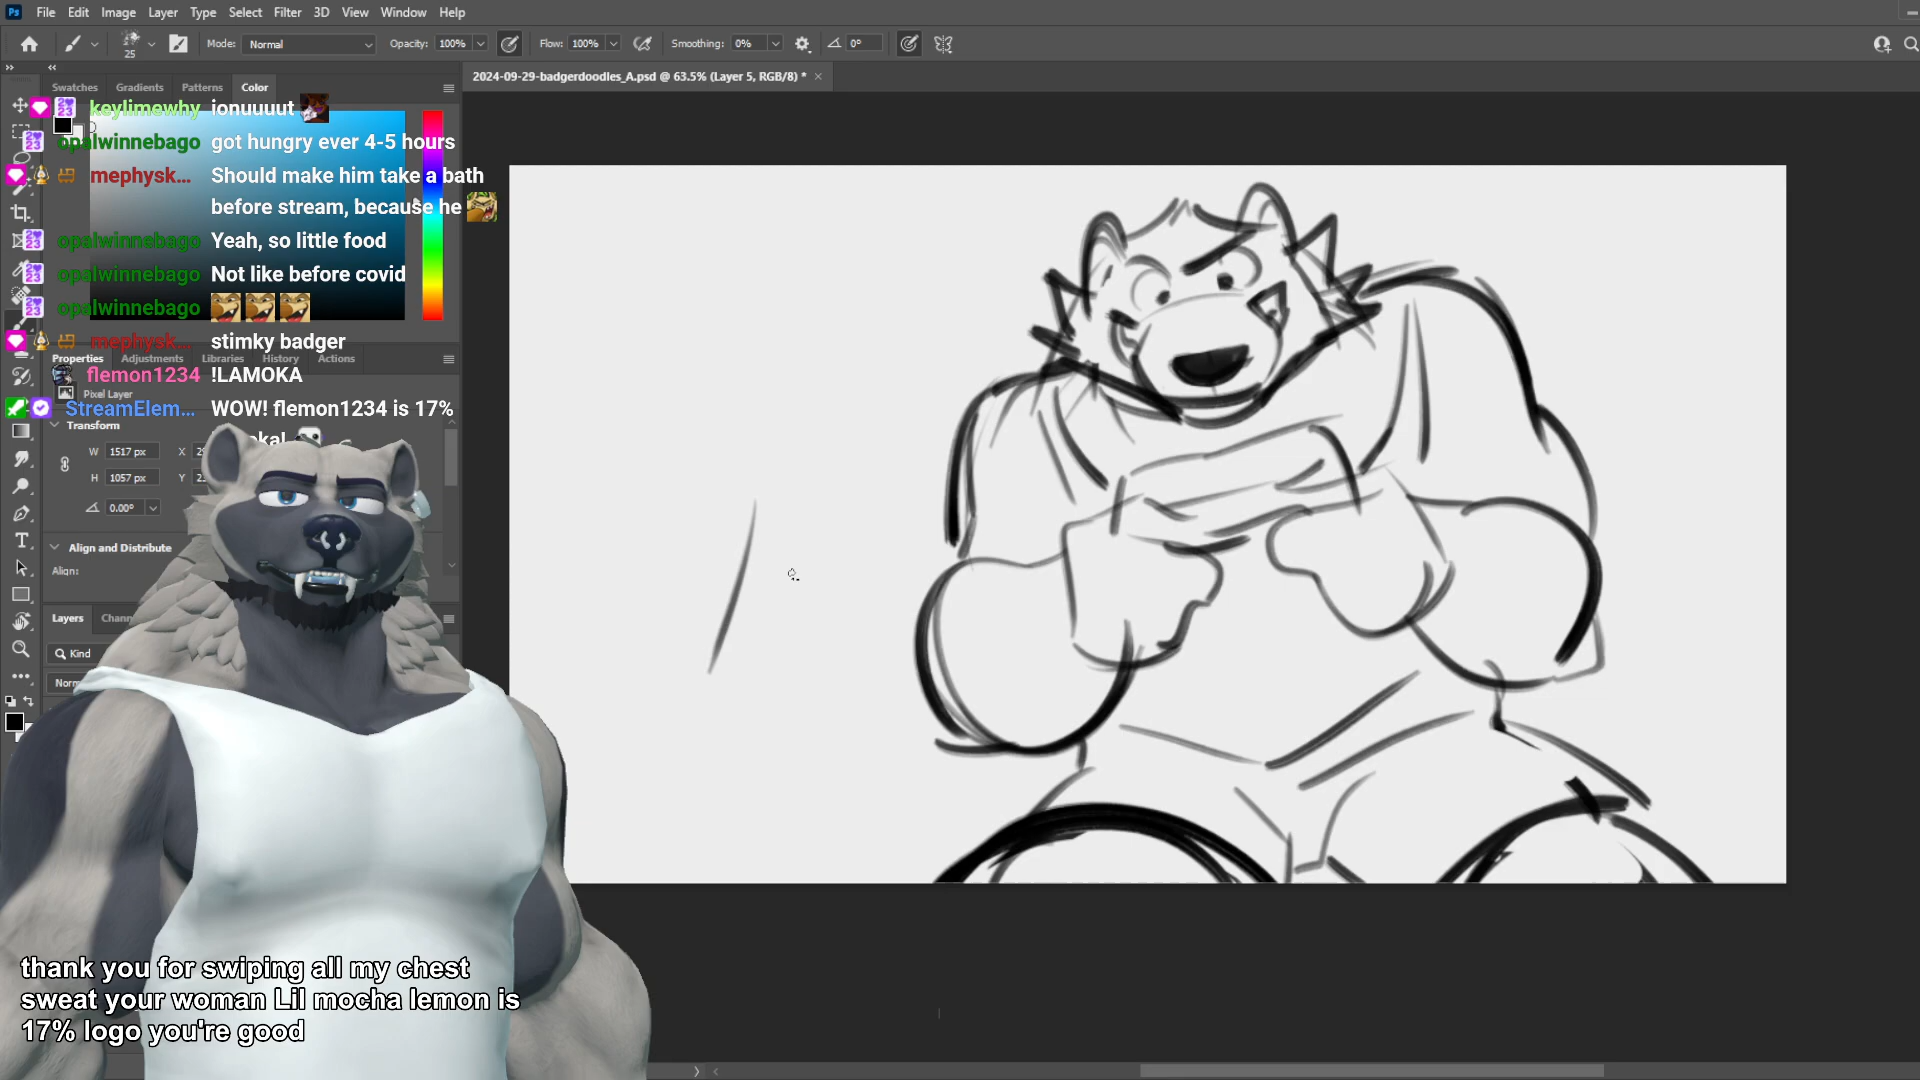 Ps File Edit Image Layer Type Select Filter 3D View Window Help
25 Mode: Normal Opacity: 100% Flow: 100% Smoothing: 0% 0°
2024-09-29-badgerdoodles_A.psd @ 63.5% (Layer 5, RGB/8) *
Swatches Gradients Patterns Color
keylimewhy ionuuuut
opalwinnebago got hungry ever 4-5 hours
mephysk... Should make him take a bath
before stream, because he
opalwinnebago Yeah, so little food
opalwinnebago Not like before covid
opalwinnebago
mephysk... stimky badger
Properties Adjustments Libraries History Actions
flemon1234 !LAMOKA
Pixel Layer
StreamElem... WOW! flemon1234 is 17%
Transform
W 1517 px X
H 1057 px Y
0.00°
Align and Distribute
Align:
Layers
Kind
thank you for swiping all my chest
sweat your woman Lil mocha lemon is
17% logo you're good